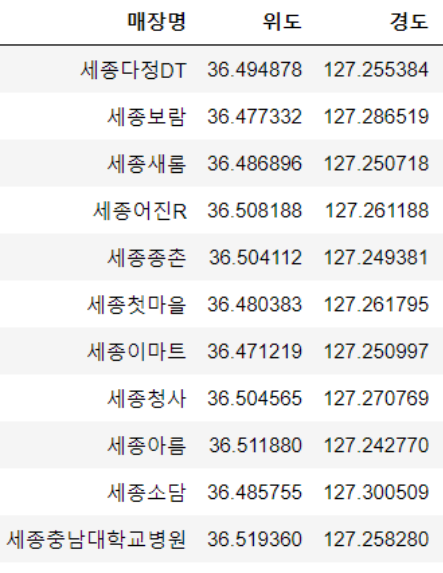 매장명 위도 경도
세종다정DT 36.494878 127.255384
세종보람 36.477332 127.286519
세종새롬 36.486896 127.250718
세종어진R 36.508188 127.261188
세종종촌 36.504112 127.249381
세종첫마을 36.480383 127.261795
세종이마트 36.471219 127.250997
세종청사 36.504565 127.270769
세종아름 36.511880 127.242770
세종소담 36.485755 127.300509
세종충남대학교병원 36.519360 127.258280